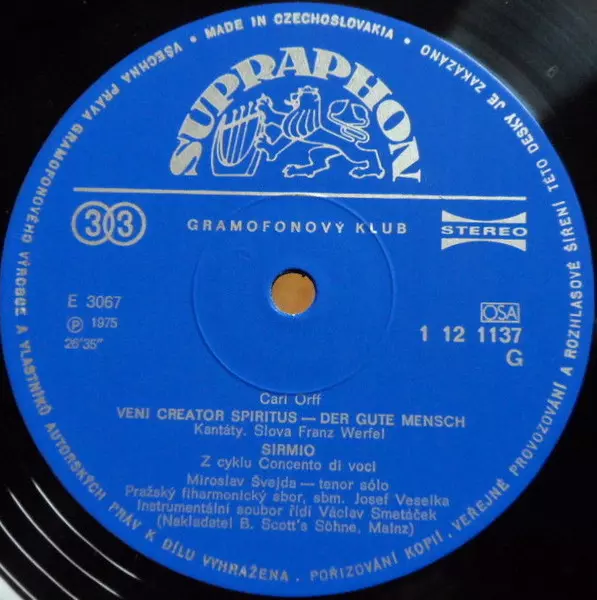 VŠECHNA PRÁVA GRAMOFONOVÉHO VÝROBCE A VLASTNÍKŮ AUTORSKÝCH PRÁV K DÍLU VYHRAŽENA. POŘIZOVÁNÍ KOPIÍ, VEŘEJNÉ PROVOZOVÁNÍ A ROZHLASOVÉ ŠÍŘENÍ TÉTO DESKY JE ZAKÁZÁNO • MADE IN CZECHOSLOVAKIA •
SUPRAPHON
33
GRAMOFONOVÝ KLUB
STEREO
E 3067
Ⓟ 1975
26'35"
OSA
1 12 1137
G
Carl Orff
VENI CREATOR SPIRITUS — DER GUTE MENSCH
Kantáty. Slova Franz Werfel
SIRMIO
Z cyklu Concento di voci
Miroslav Švejda — tenor sólo
Pražský filharmonický sbor, sbm. Josef Veselka
Instrumentální soubor řídí Václav Smetáček
(Nakladatel B. Scott's Söhne, Mainz)